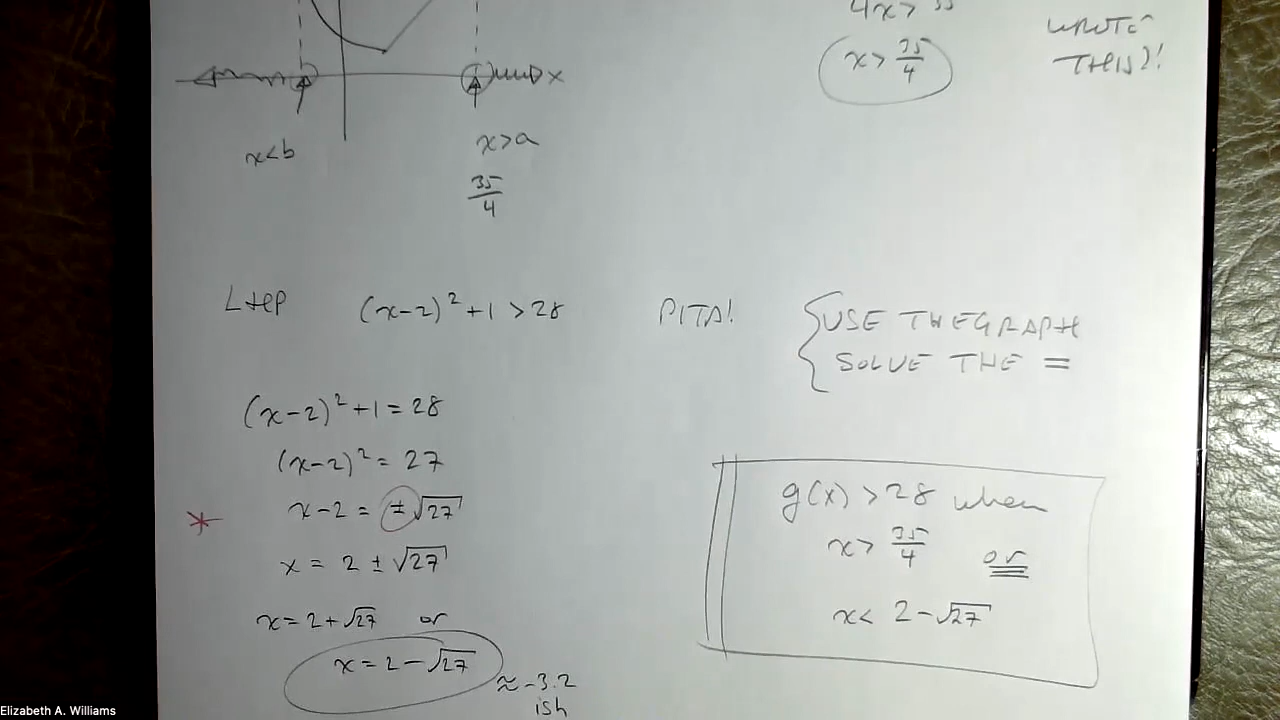 4x > 35
x > 35/4
WROTE
THIS)!
x
x<b
x>a
35/4
LHP (x-2)² + 1 > 28 PITA!
{USE THE GRAPH
{SOLVE THE =
(x-2)² + 1 = 28
(x-2)² = 27
* x-2 = ±√27
x = 2 ± √27
x = 2+√27 or
x = 2-√27
≈ -3.2
ish
g(x) > 28 when
x > 35/4 or
x < 2-√27
Elizabeth A. Williams